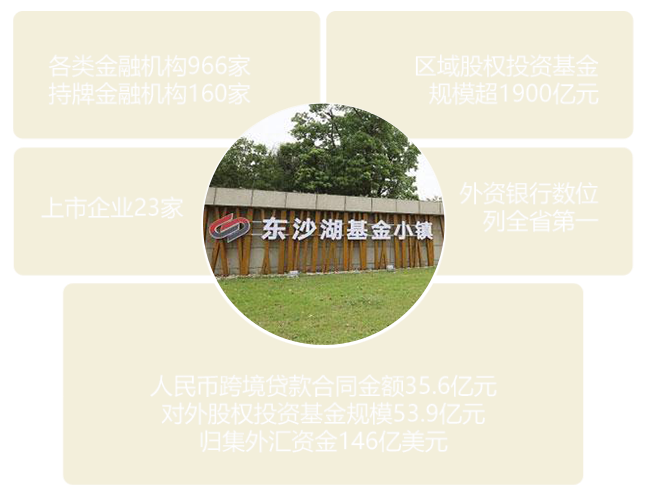 各类金融机构966家
持牌金融机构160家
区域股权投资基金
规模超1900亿元
上市企业23家
外资银行数位
列全省第一
东沙湖基金小镇
人民币跨境贷款合同金额35.6亿元
对外股权投资基金规模53.9亿元
归集外汇资金146亿美元